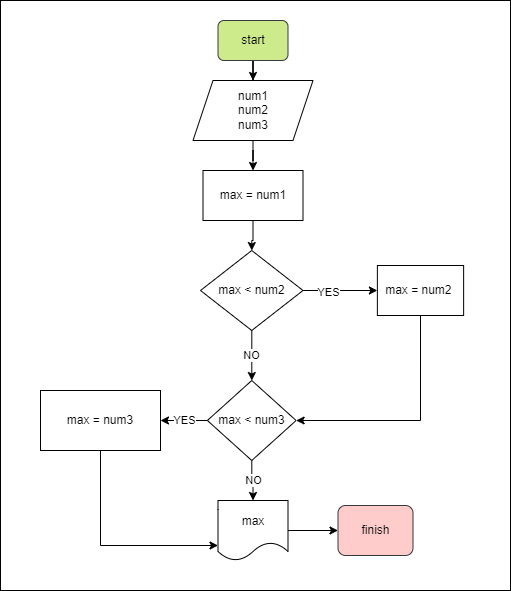 start
num1
num2
num3
max = num1
max < num2
YES
max = num2
NO
max = num3
YES
max < num3
NO
max
finish